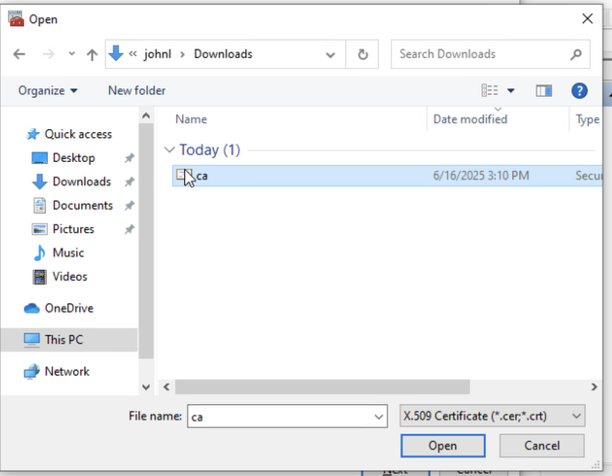 Open
johnl Downloads
Search Downloads
Organize New folder
Name Date modified Type
Quick access
Desktop
Downloads
Documents
Pictures
Music
Videos
OneDrive
This PC
Network
Today (1)
ca 6/16/2025 3:10 PM Secur
File name: ca X.509 Certificate (*.cer;*.crt)
Open Cancel
Next Cancel